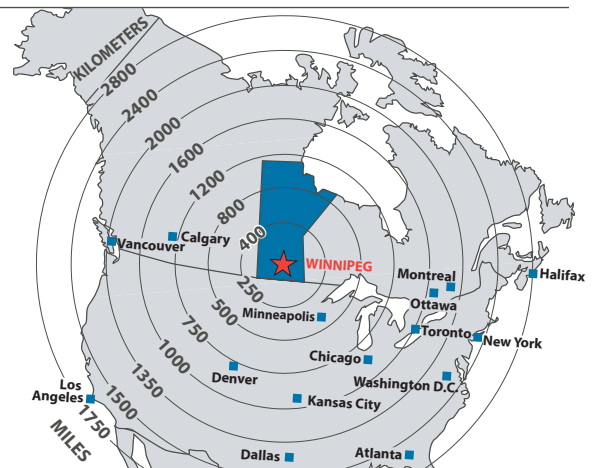 KILOMETERS
2800
2400
2000
1600
1200
800
400
Calgary
Vancouver
WINNIPEG
Montreal
Halifax
Ottawa
250
Minneapolis
500
Toronto
New York
750
Chicago
1000
Denver
Washington D.C.
Los
Angeles
1350
Kansas City
1500
1750
MILES
Dallas
Atlanta